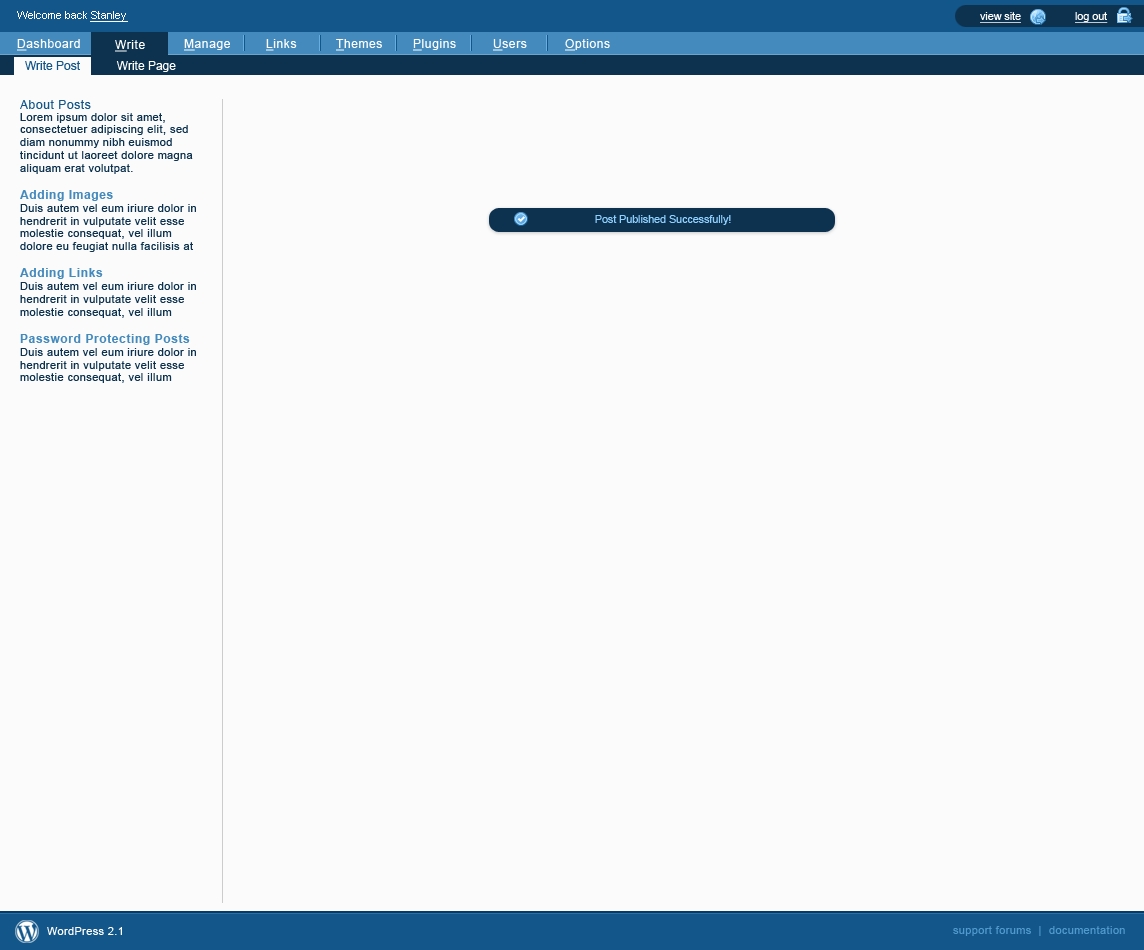 Welcome back Stanley
view site
log out
Dashboard Write Manage Links Themes Plugins Users Options
Write Post Write Page
About Posts
Lorem ipsum dolor sit amet,
consectetuer adipiscing elit, sed
diam nonummy nibh euismod
tincidunt ut laoreet dolore magna
aliquam erat volutpat.
Adding Images
Duis autem vel eum iriure dolor in
hendrerit in vulputate velit esse
molestie consequat, vel illum
dolore eu feugiat nulla facilisis at
Adding Links
Duis autem vel eum iriure dolor in
hendrerit in vulputate velit esse
molestie consequat, vel illum
Password Protecting Posts
Duis autem vel eum iriure dolor in
hendrerit in vulputate velit esse
molestie consequat, vel illum
Post Published Successfully!
WordPress 2.1
support forums | documentation